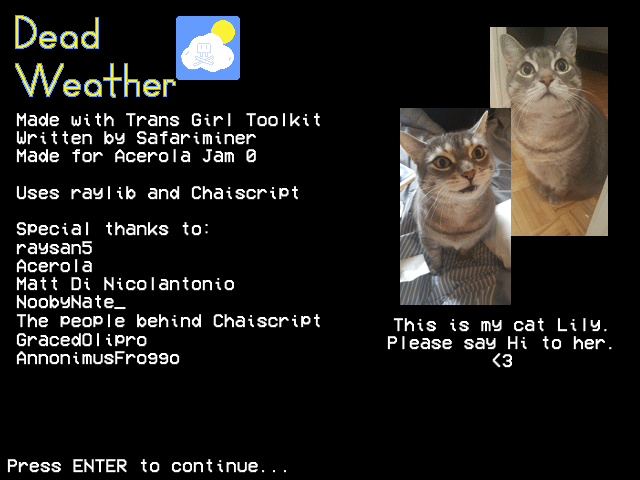 Dead
Weather
Made with Trans Girl Toolkit
Written by Safariminer
Made for Acerola Jam 0
Uses raylib and Chaiscript
Special thanks to:
raysan5
Acerola
Matt Di Nicolantonio
NoobyNate_
The people behind Chaiscript
GracedOlipro
AnnonimusFroggo
This is my cat Lily.
Please say Hi to her.
<3
Press ENTER to continue...